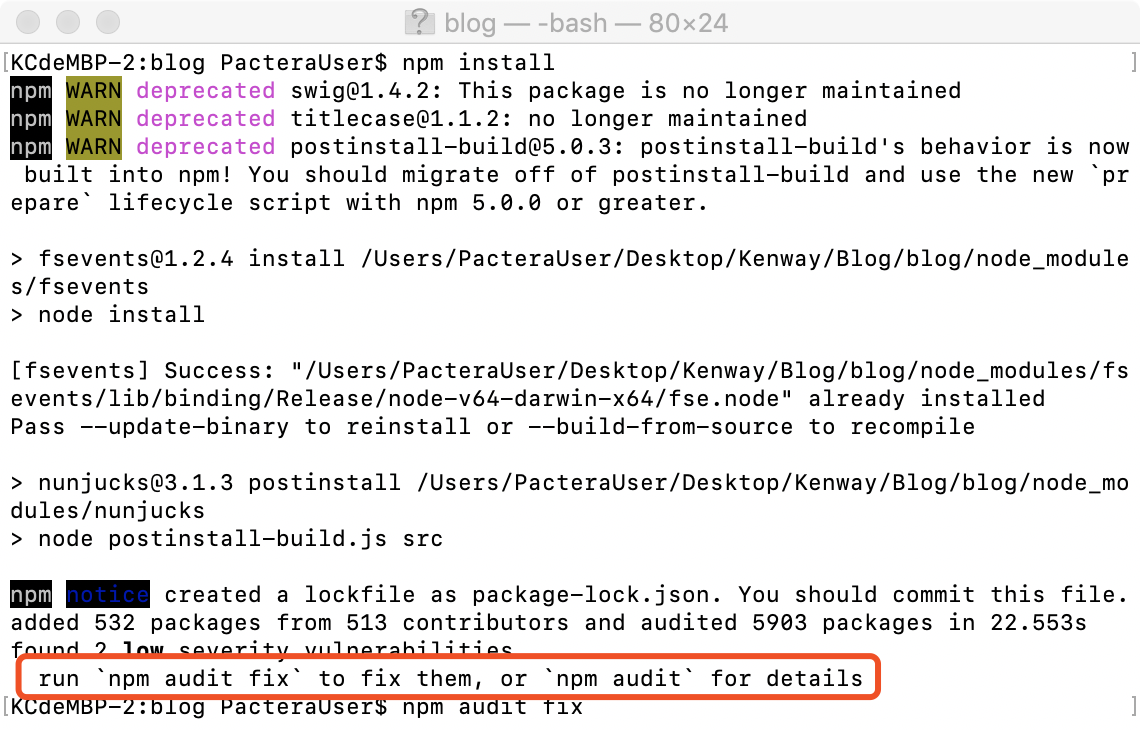 blog — -bash — 80×24
[KCdeMBP-2:blog PacteraUser$ npm install ]
npm WARN deprecated swig@1.4.2: This package is no longer maintained
npm WARN deprecated titlecase@1.1.2: no longer maintained
npm WARN deprecated postinstall-build@5.0.3: postinstall-build's behavior is now
built into npm! You should migrate off of postinstall-build and use the new `pr
epare` lifecycle script with npm 5.0.0 or greater.
> fsevents@1.2.4 install /Users/PacteraUser/Desktop/Kenway/Blog/blog/node_module
s/fsevents
> node install
[fsevents] Success: "/Users/PacteraUser/Desktop/Kenway/Blog/blog/node_modules/fs
events/lib/binding/Release/node-v64-darwin-x64/fse.node" already installed
Pass --update-binary to reinstall or --build-from-source to recompile
> nunjucks@3.1.3 postinstall /Users/PacteraUser/Desktop/Kenway/Blog/blog/node_mo
dules/nunjucks
> node postinstall-build.js src
npm notice created a lockfile as package-lock.json. You should commit this file.
added 532 packages from 513 contributors and audited 5903 packages in 22.553s
found 2 low severity vulnerabilities
run `npm audit fix` to fix them, or `npm audit` for details
[KCdeMBP-2:blog PacteraUser$ npm audit fix ]